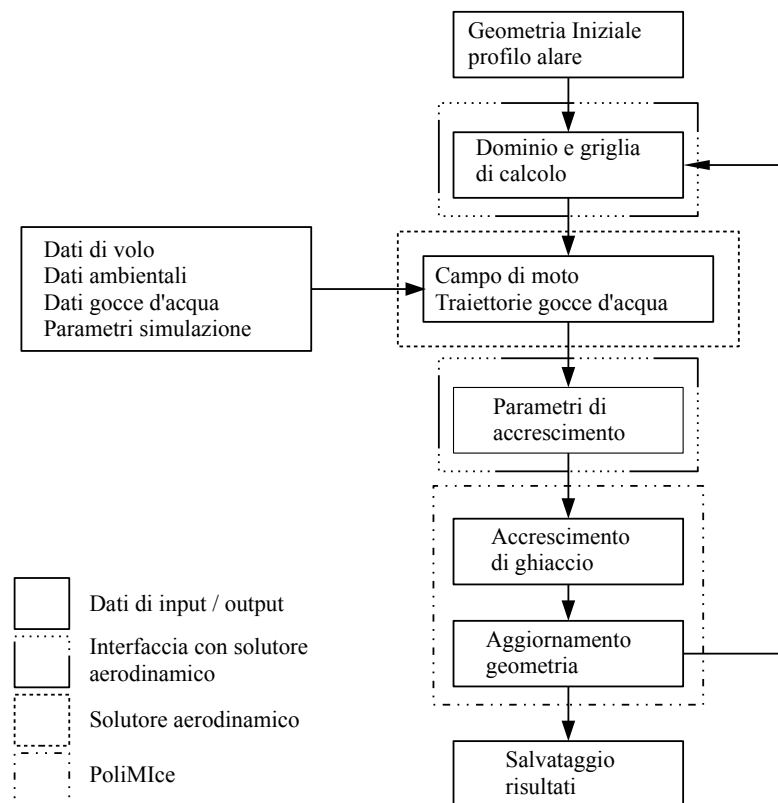 Geometria Iniziale
profilo alare
Dominio e griglia
di calcolo
Dati di volo
Dati ambientali
Dati gocce d'acqua
Parametri simulazione
Campo di moto
Traiettorie gocce d'acqua
Parametri di
accrescimento
Accrescimento
di ghiaccio
Aggiornamento
geometria
Salvataggio
risultati
Dati di input / output
Interfaccia con solutore
aerodinamico
Solutore aerodinamico
PoliMIce